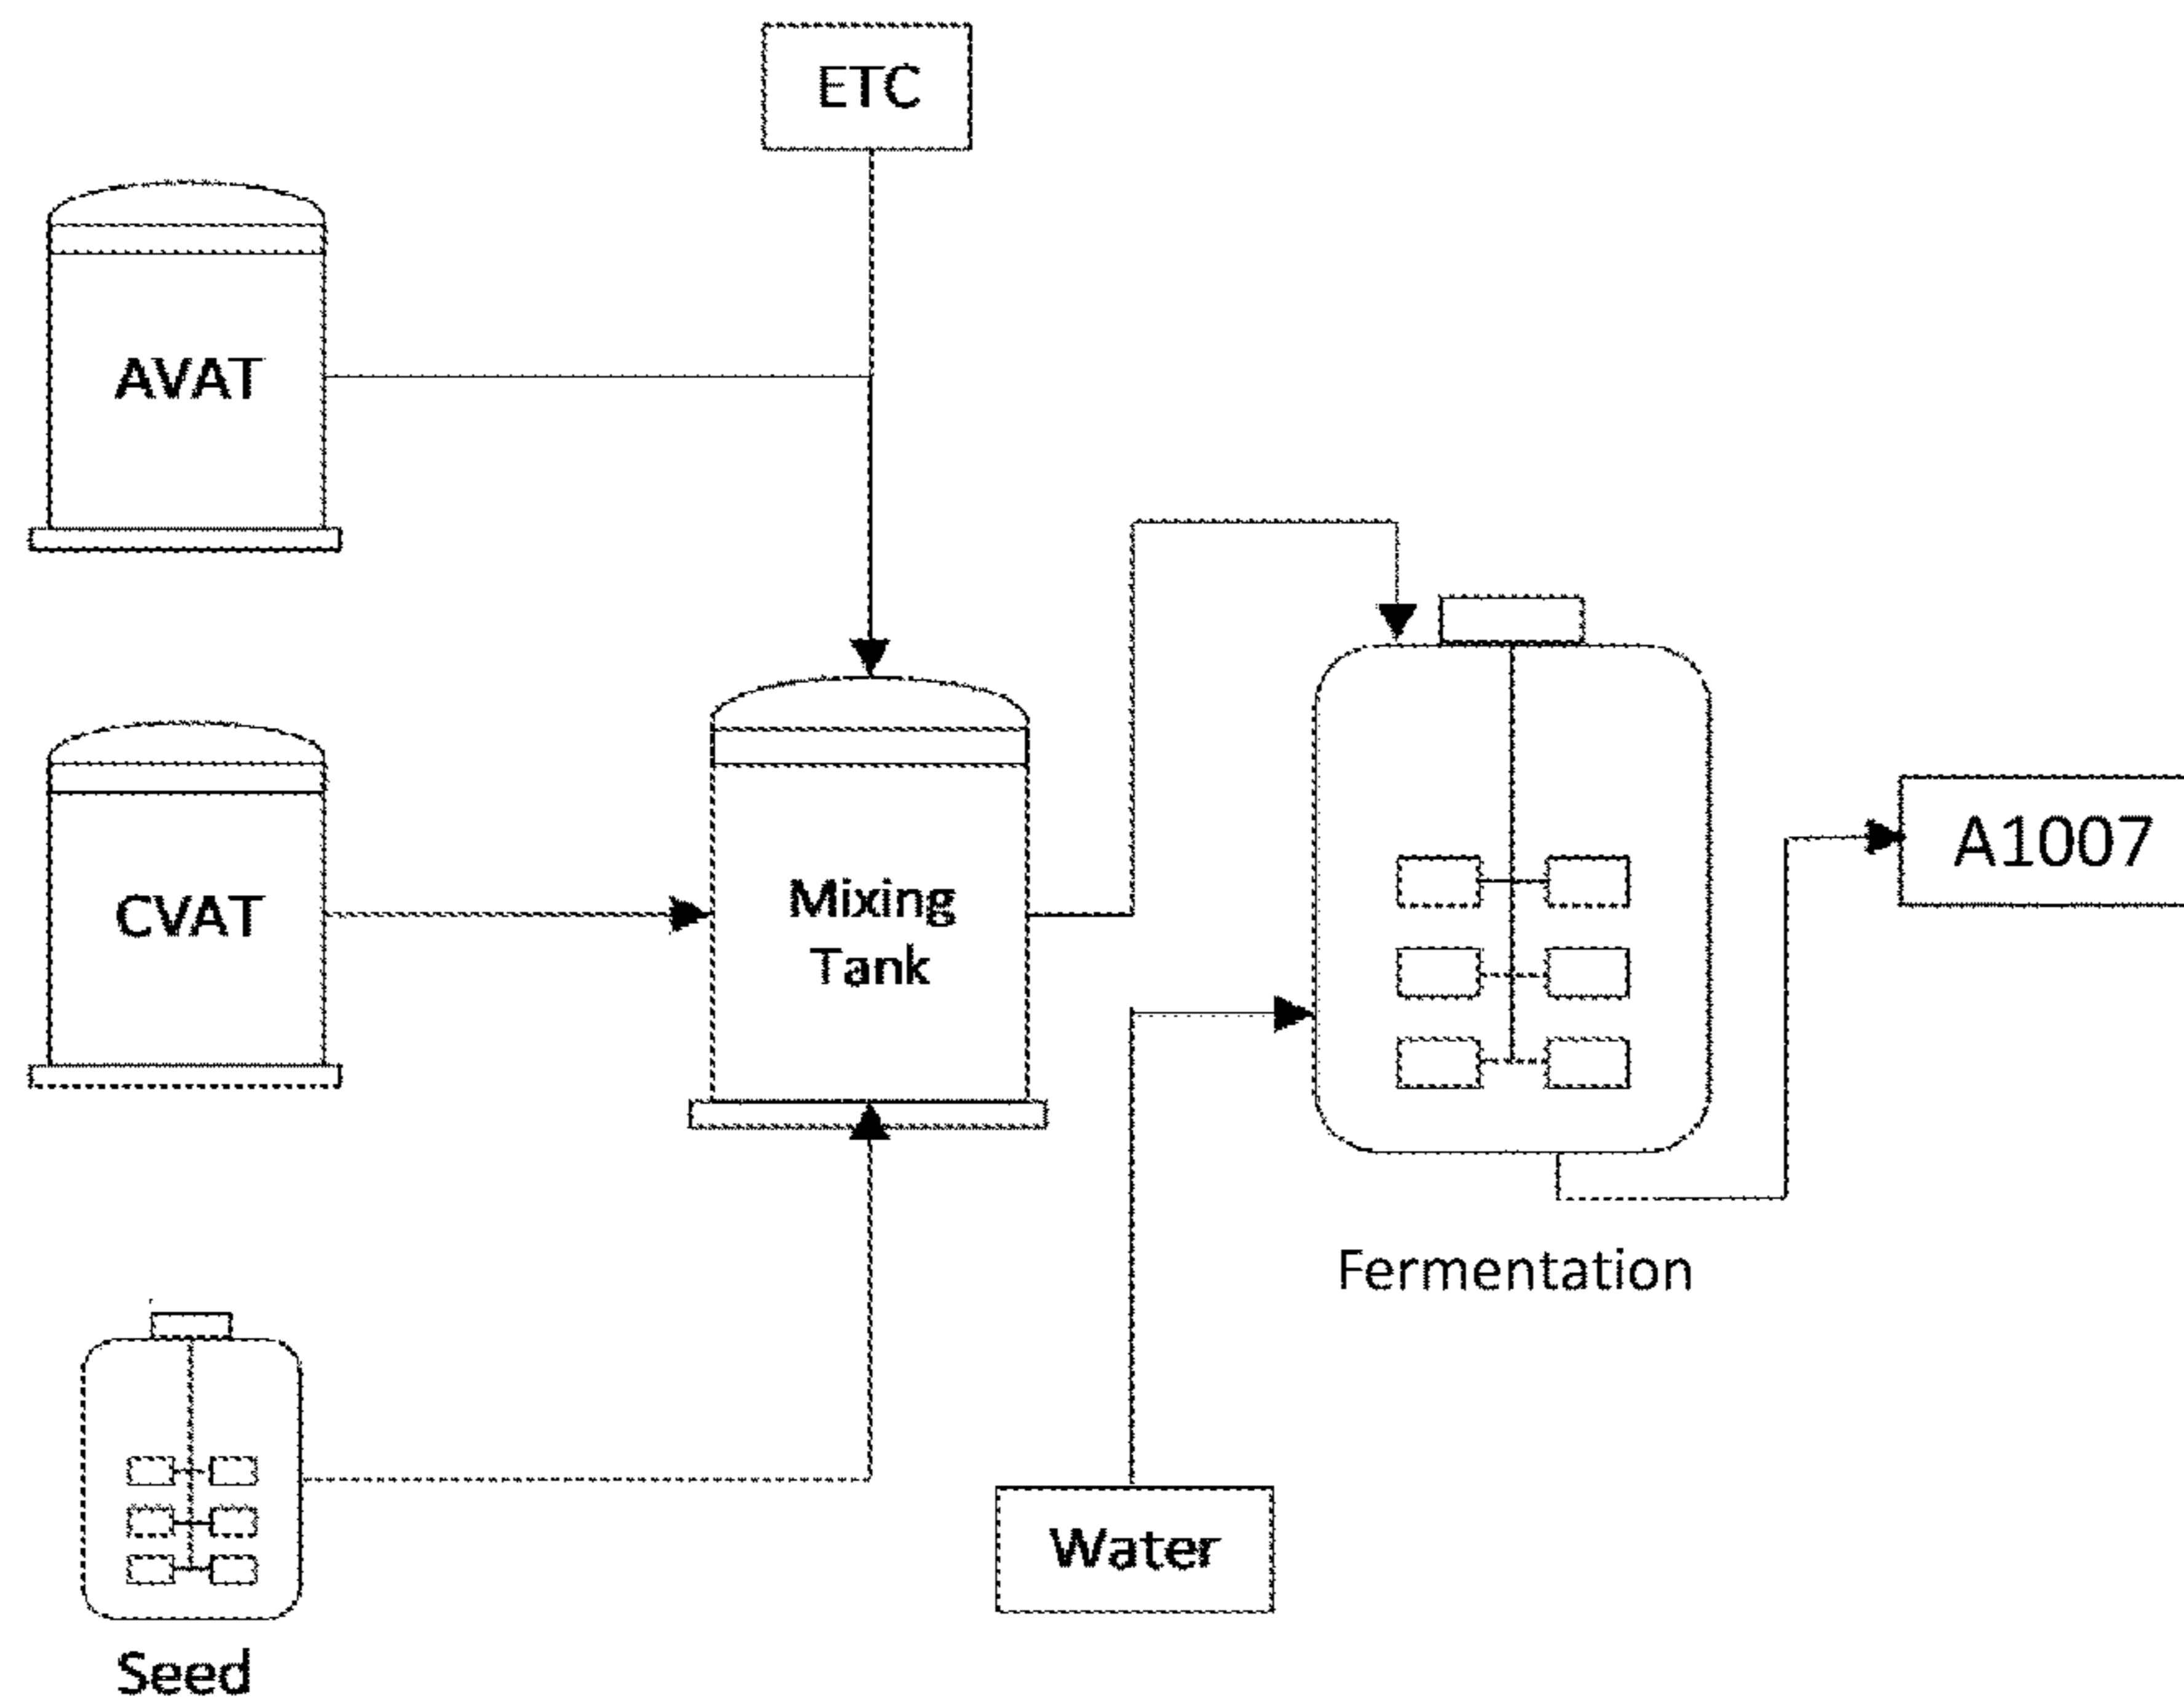 ETC
AVAT
CVAT
Mixing
Tank
A1007
Fermentation
Water
Seed